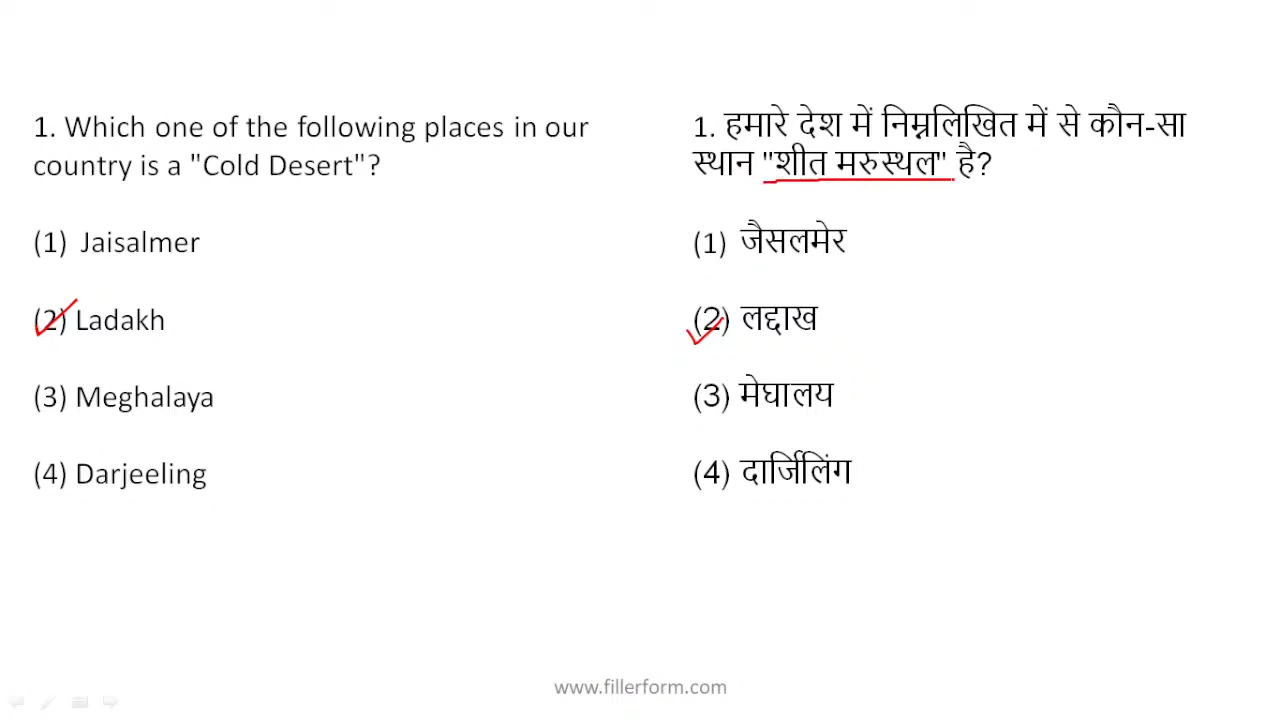 1. Which one of the following places in our
country is a "Cold Desert"?
(1) Jaisalmer
(2) Ladakh
(3) Meghalaya
(4) Darjeeling
1. हमारे देश में निम्नलिखित में से कौन-सा
स्थान "शीत मरुस्थल" है?
(1) जैसलमेर
(2) लद्दाख
(3) मेघालय
(4) दार्जिलिंग
www.fillerform.com